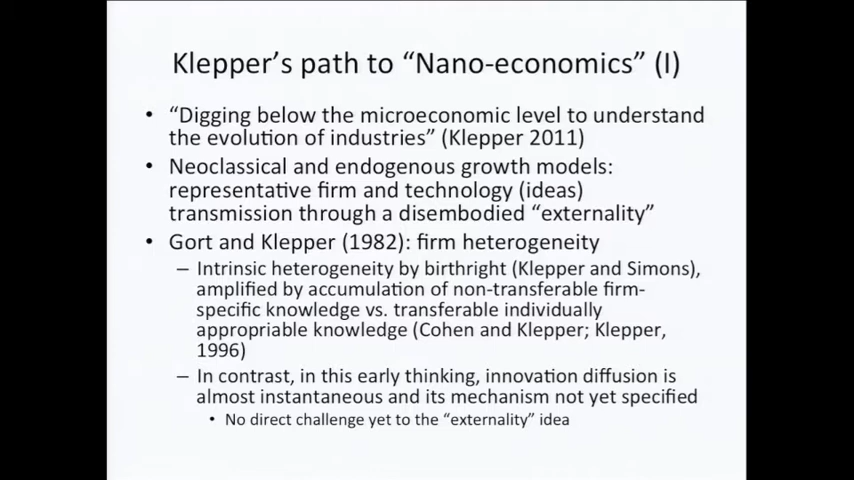 Klepper's path to “Nano-economics” (I)
• “Digging below the microeconomic level to understand
the evolution of industries” (Klepper 2011)
• Neoclassical and endogenous growth models:
representative firm and technology (ideas)
transmission through a disembodied “externality”
• Gort and Klepper (1982): firm heterogeneity
– Intrinsic heterogeneity by birthright (Klepper and Simons),
amplified by accumulation of non-transferable firm-
specific knowledge vs. transferable individually
appropriable knowledge (Cohen and Klepper; Klepper,
1996)
– In contrast, in this early thinking, innovation diffusion is
almost instantaneous and its mechanism not yet specified
• No direct challenge yet to the “externality” idea